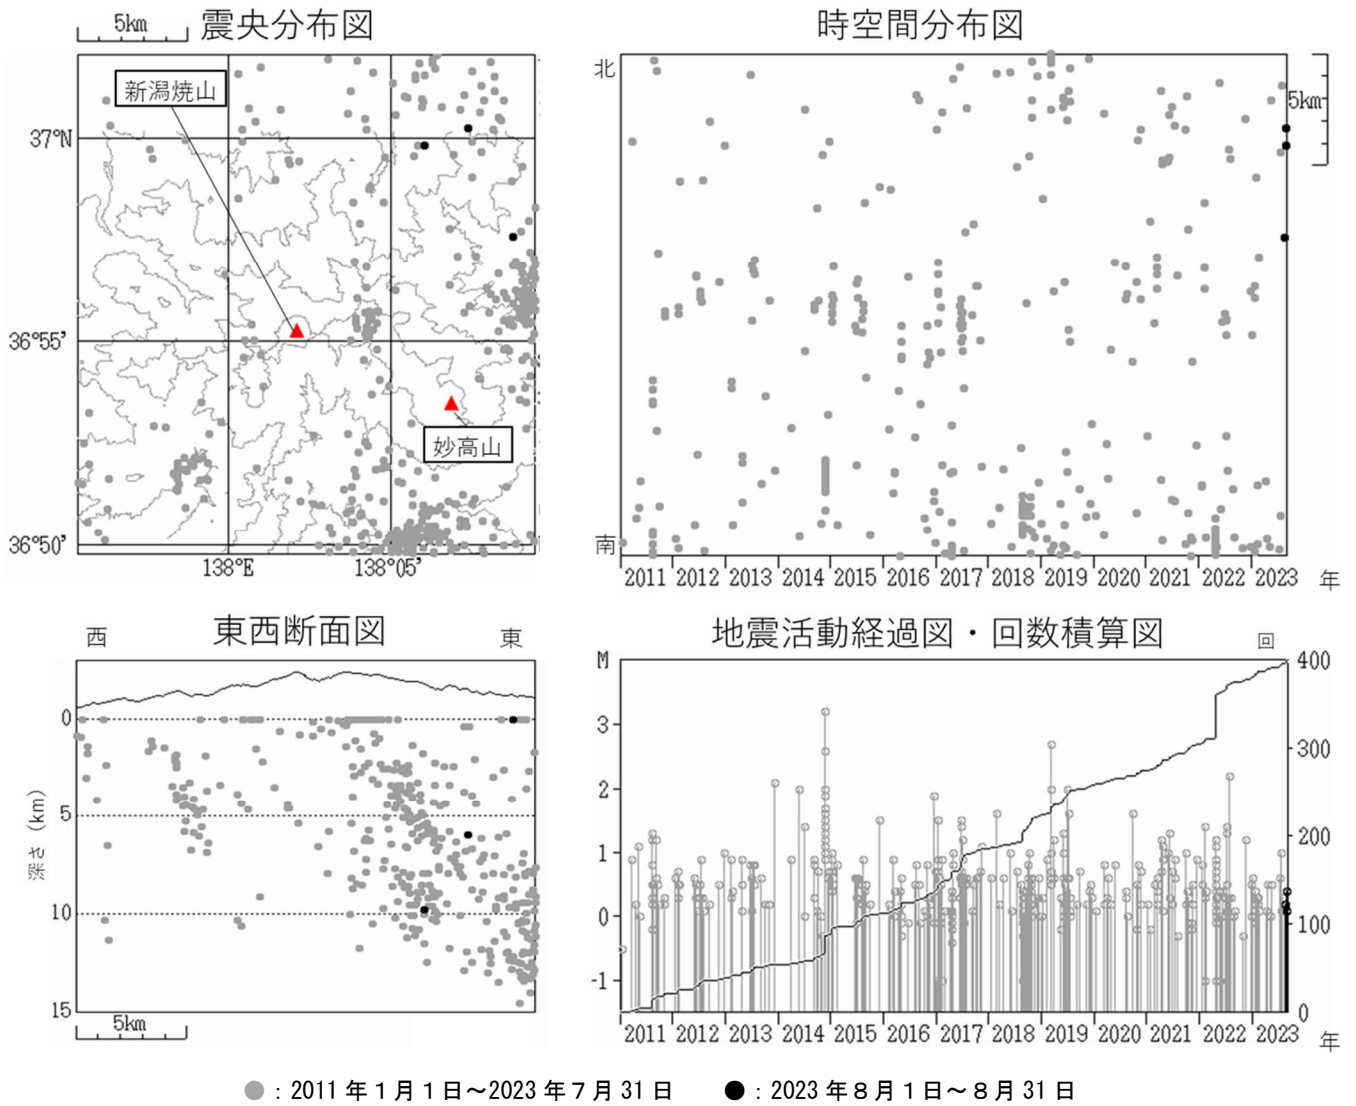 震央分布図
5km
新潟焼山
37°N
36°55'
妙高山
36°50'
138°E
138°05'
時空間分布図
北
5km
南
2011 2012 2013 2014 2015 2016 2017 2018 2019 2020 2021 2022 2023 年
東西断面図
西 東
0
5
10
15
深さ（km）
5km
地震活動経過図・回数積算図
M 回
3
2
1
0
-1
400
300
200
100
0
2011 2012 2013 2014 2015 2016 2017 2018 2019 2020 2021 2022 2023 年
●：2011年１月１日～2023年７月31日 ●：2023年８月１日～８月31日